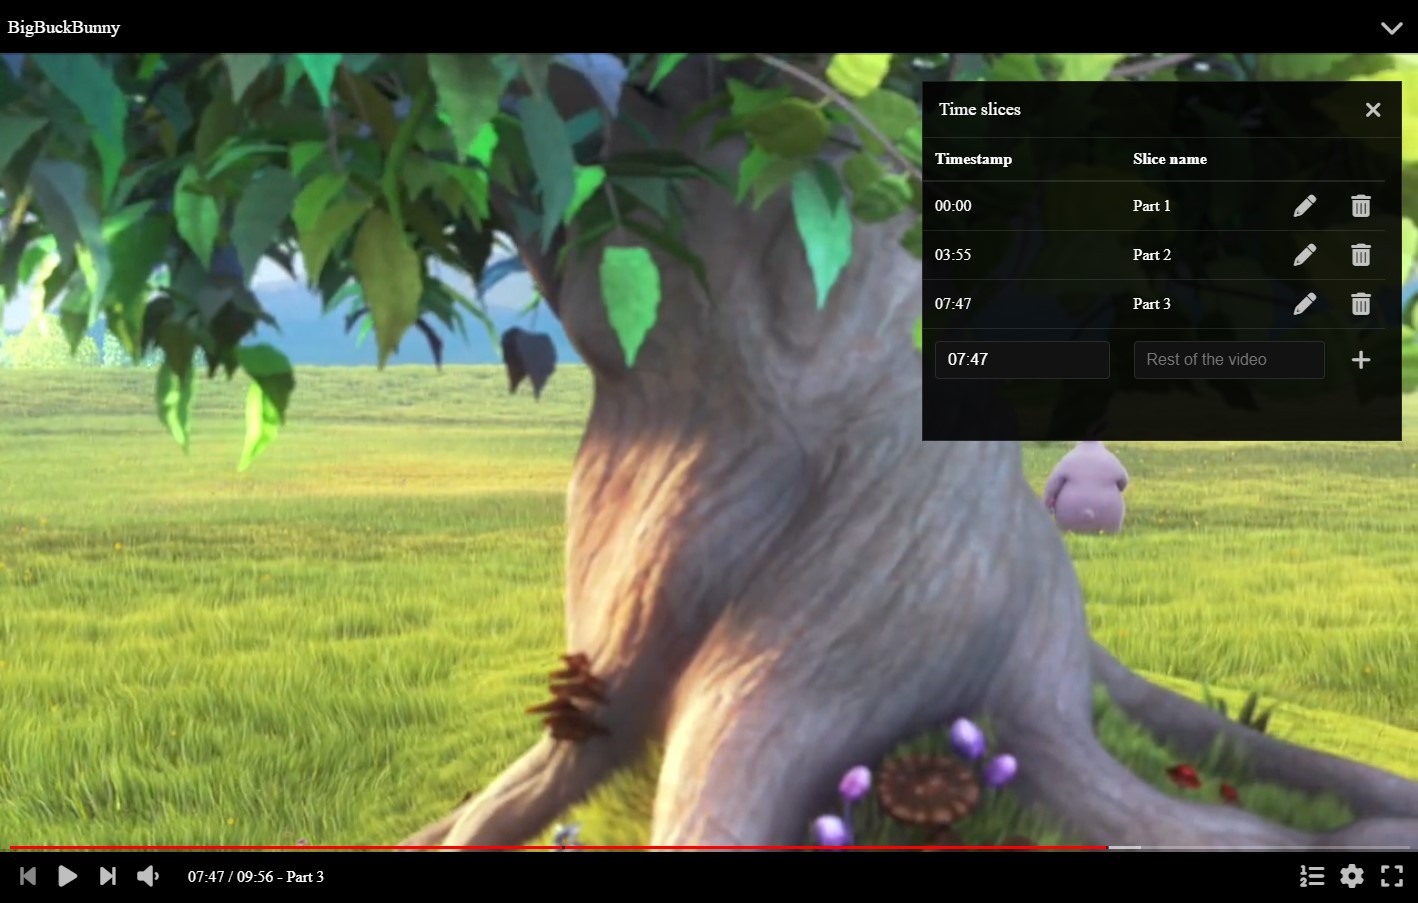 BigBuckBunny
Time slices
Timestamp Slice name
00:00 Part 1
03:55 Part 2
07:47 Part 3
07:47 Rest of the video
07:47 / 09:56 - Part 3